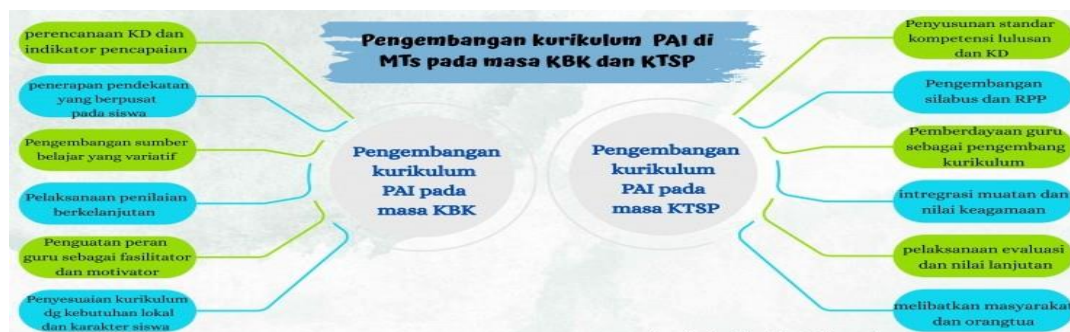 Pengembangan kurikulum PAI di
MTs pada masa KBK dan KTSP
perencanaan KD dan
indikator pencapaian
penerapan pendekatan
yang berpusat
pada siswa
Pengembangan sumber
belajar yang variatif
Pelaksanaan penilaian
berkelanjutan
Penguatan peran
guru sebagai fasilitator
dan motivator
Penyesuaian kurikulum
dg kebutuhan lokal
dan karakter siswa
Pengembangan
kurikulum
PAI pada
masa KBK
Pengembangan
kurikulum
PAI pada
masa KTSP
Penyusunan standar
kompetensi lulusan
dan KD
Pengembangan
silabus dan RPP
Pemberdayaan guru
sebagai pengembang
kurikulum
intregrasi muatan dan
nilai keagamaan
pelaksanaan evaluasi
dan nilai lanjutan
melibatkan masyarakat
dan orangtua